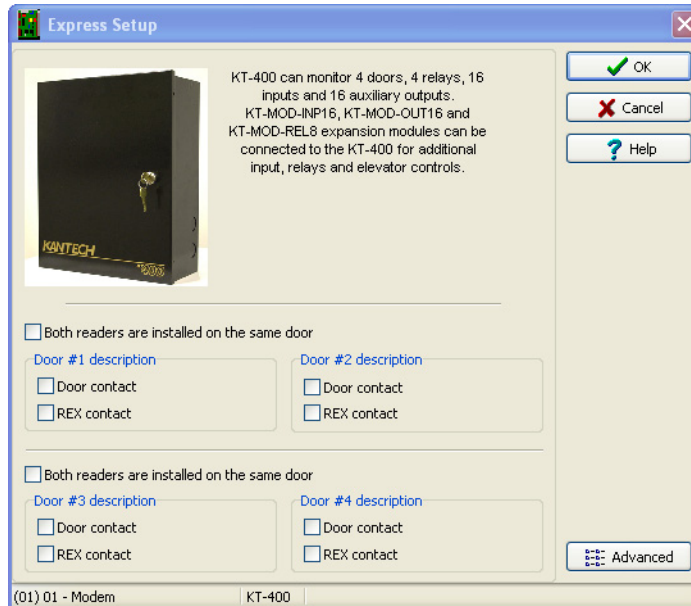 Express Setup
KT-400 can monitor 4 doors, 4 relays, 16
inputs and 16 auxiliary outputs.
KT-MOD-INP16, KT-MOD-OUT16 and
KT-MOD-REL8 expansion modules can be
connected to the KT-400 for additional
input, relays and elevator controls.
OK
Cancel
Help
KANTECH
Both readers are installed on the same door
Door #1 description
Door #2 description
Door contact
Door contact
REX contact
REX contact
Both readers are installed on the same door
Door #3 description
Door #4 description
Door contact
Door contact
REX contact
REX contact
Advanced
(01) 01 - Modem
KT-400